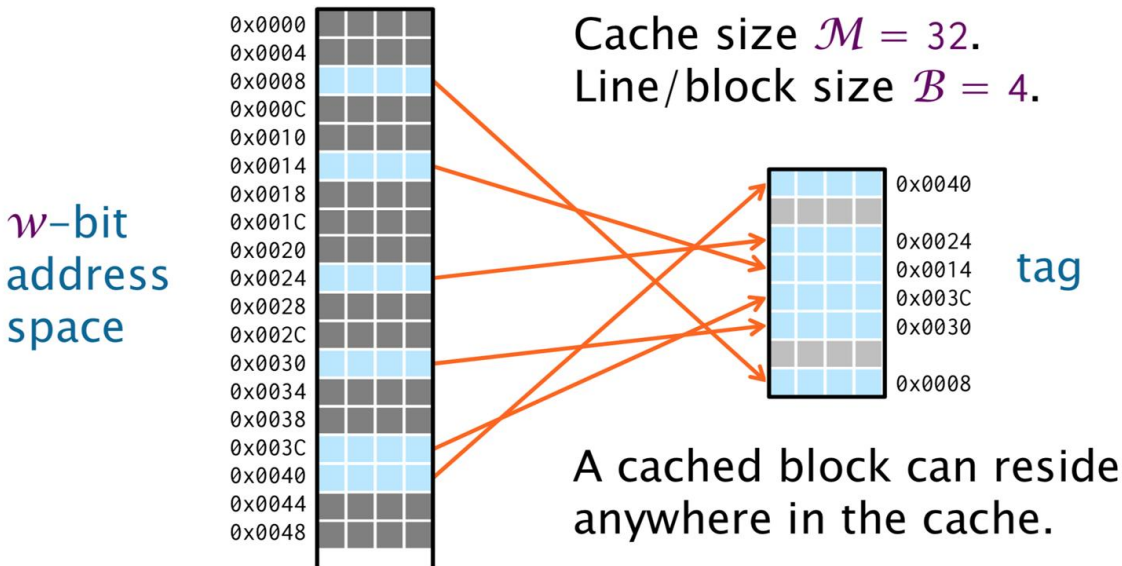 Cache size ℳ = 32.
Line/block size ℬ = 4.
𝓌-bit
address
space
0x0000
0x0004
0x0008
0x000C
0x0010
0x0014
0x0018
0x001C
0x0020
0x0024
0x0028
0x002C
0x0030
0x0034
0x0038
0x003C
0x0040
0x0044
0x0048
0x0040
0x0024
0x0014
0x003C
0x0030
0x0008
tag
A cached block can reside
anywhere in the cache.